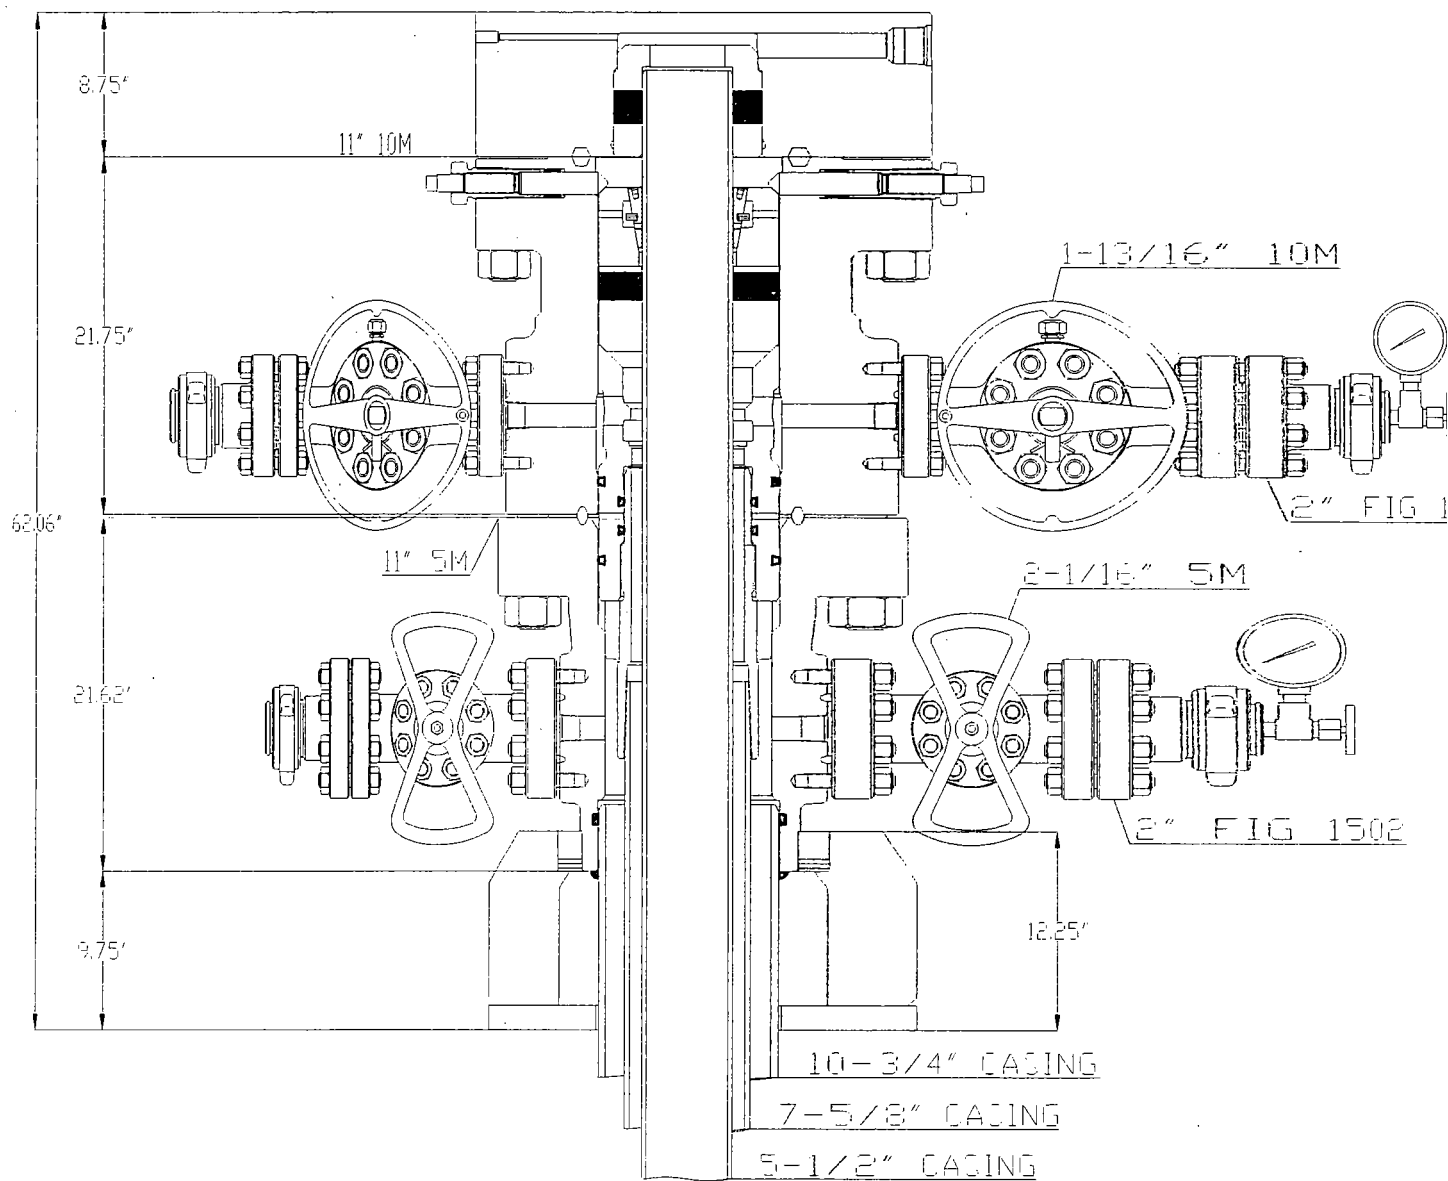 8.75"
11" 10M
1-13/16" 10M
21.75"
2" FIG 1
62.06"
11" 5M
2-1/16" 5M
21.62"
2" FIG 1502
12.25"
9.75"
10-3/4" CASING
7-5/8" CASING
5-1/2" CASING